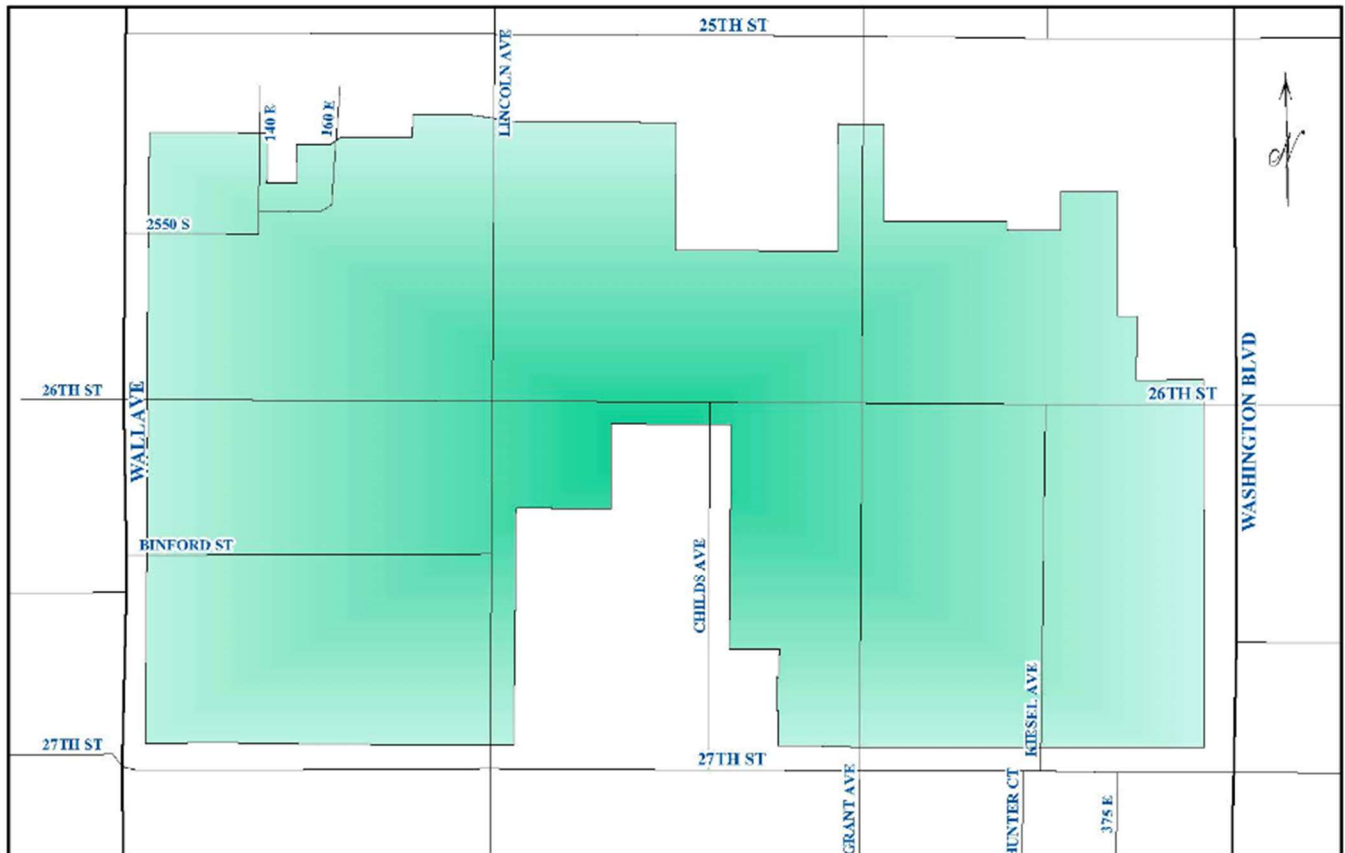 25TH ST
LINCOLN AVE
140 E
160 E
N
2550 S
26TH ST
26TH ST
WALL AVE
WASHINGTON BLVD
BINFORD ST
CHILDS AVE
KIESEL AVE
27TH ST
27TH ST
GRANT AVE
HUNTER CT
375 E